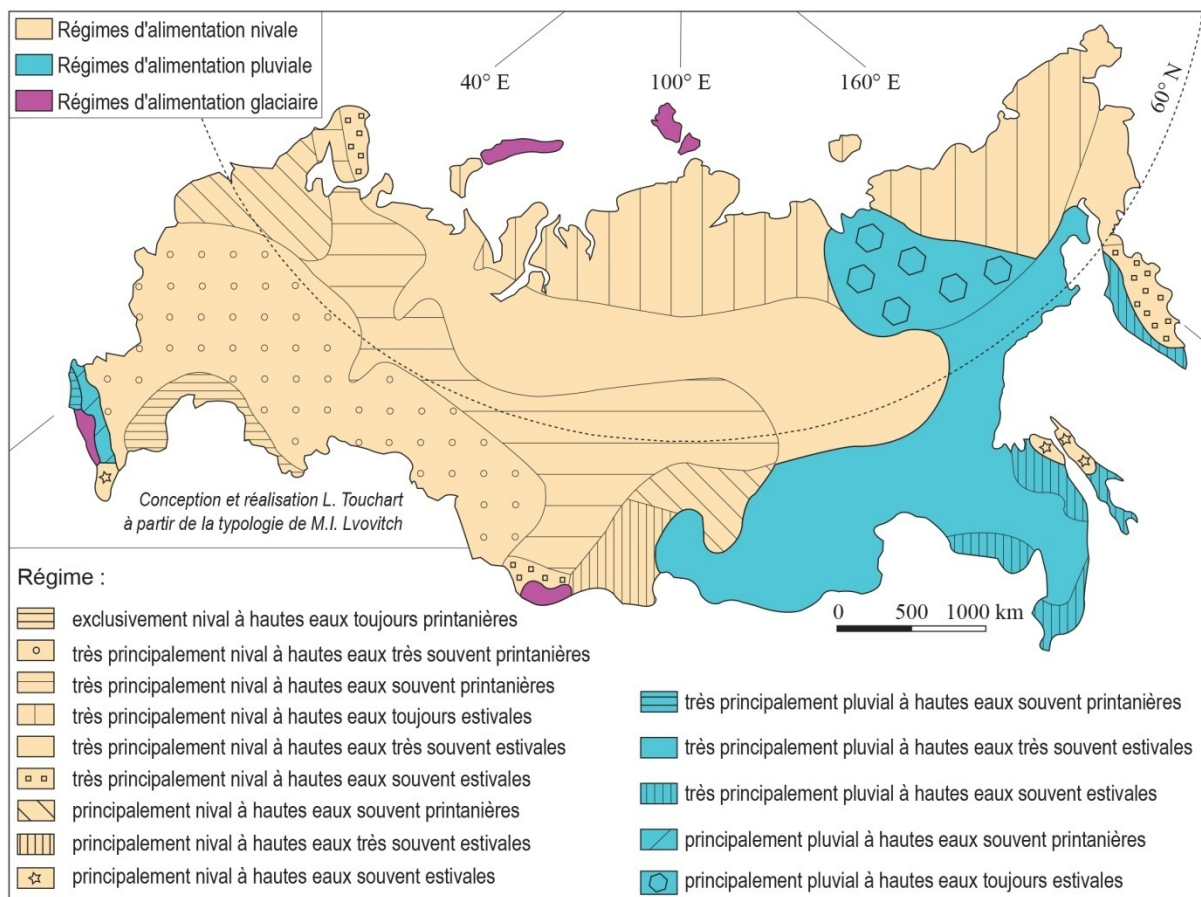 Régimes d'alimentation nivale
Régimes d'alimentation pluviale
Régimes d'alimentation glaciaire
40° E
100° E
160° E
60° N
Conception et réalisation L. Touchart
à partir de la typologie de M.I. Lvovitch
0 500 1000 km
Régime :
exclusivement nival à hautes eaux toujours printanières
très principalement nival à hautes eaux très souvent printanières
très principalement nival à hautes eaux souvent printanières
très principalement nival à hautes eaux toujours estivales
très principalement nival à hautes eaux très souvent estivales
très principalement nival à hautes eaux souvent estivales
principalement nival à hautes eaux souvent printanières
principalement nival à hautes eaux très souvent estivales
principalement nival à hautes eaux souvent estivales
très principalement pluvial à hautes eaux souvent printanières
très principalement pluvial à hautes eaux très souvent estivales
très principalement pluvial à hautes eaux souvent estivales
principalement pluvial à hautes eaux souvent printanières
principalement pluvial à hautes eaux toujours estivales